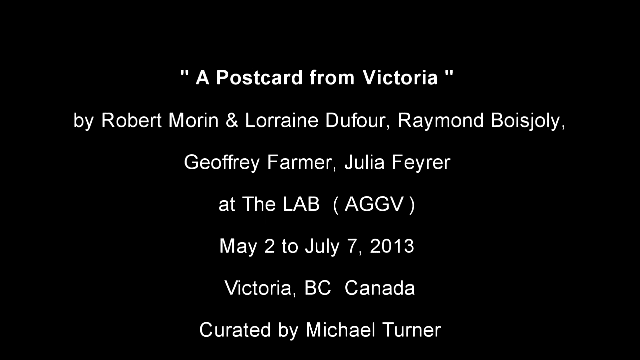 " A Postcard from Victoria "
by Robert Morin & Lorraine Dufour, Raymond Boisjoly,
Geoffrey Farmer, Julia Feyrer
at The LAB ( AGGV )
May 2 to July 7, 2013
Victoria, BC Canada
Curated by Michael Turner